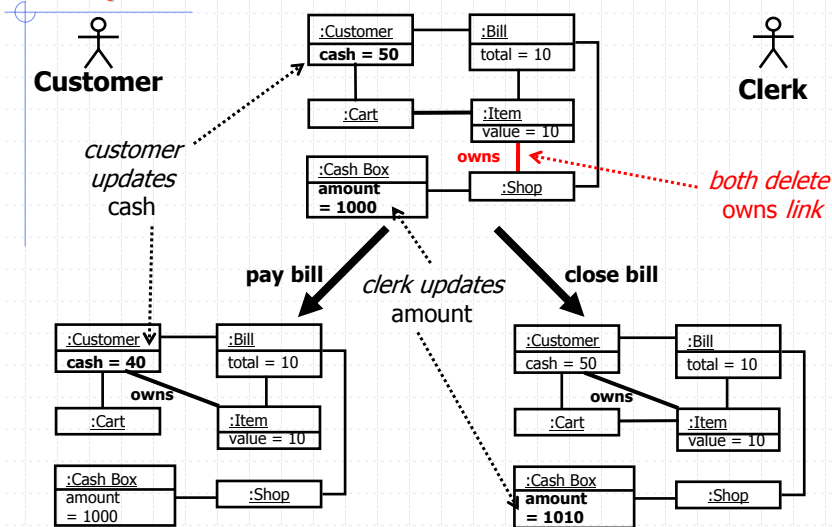 Customer
Clerk
:Customer
cash = 50
:Bill
total = 10
:Cart
:Item
value = 10
owns
:Cash Box
amount
= 1000
:Shop
customer
updates
cash
both delete
owns link
pay bill
clerk updates
amount
close bill
:Customer
cash = 40
:Bill
total = 10
owns
:Cart
:Item
value = 10
:Cash Box
amount
= 1000
:Shop
:Customer
cash = 50
:Bill
total = 10
owns
:Cart
:Item
value = 10
:Cash Box
amount
= 1010
:Shop